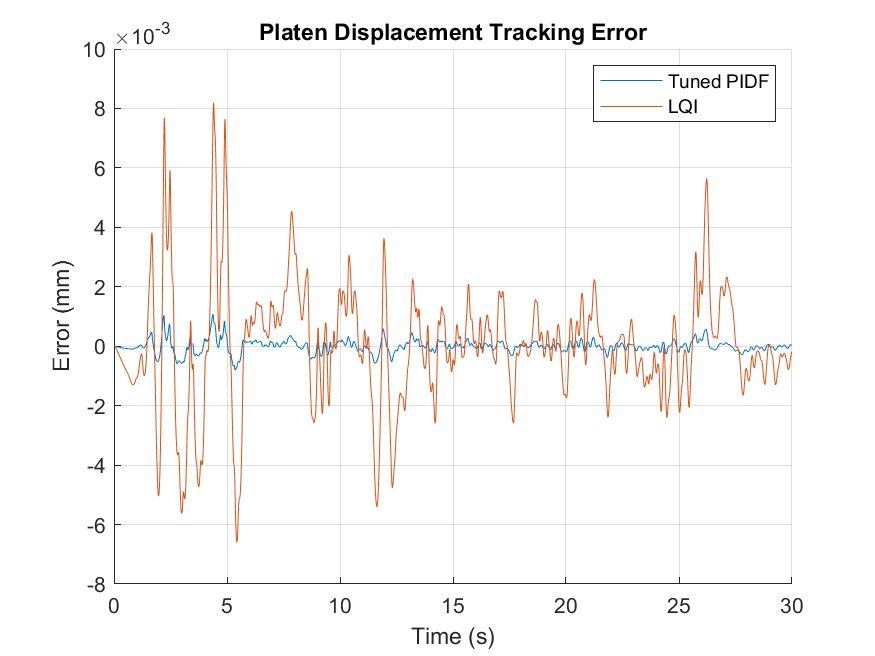 Platen Displacement Tracking Error
×10-3
10
8
6
4
2
0
-2
-4
-6
-8
Error (mm)
Tuned PIDF
LQI
0 5 10 15 20 25 30
Time (s)